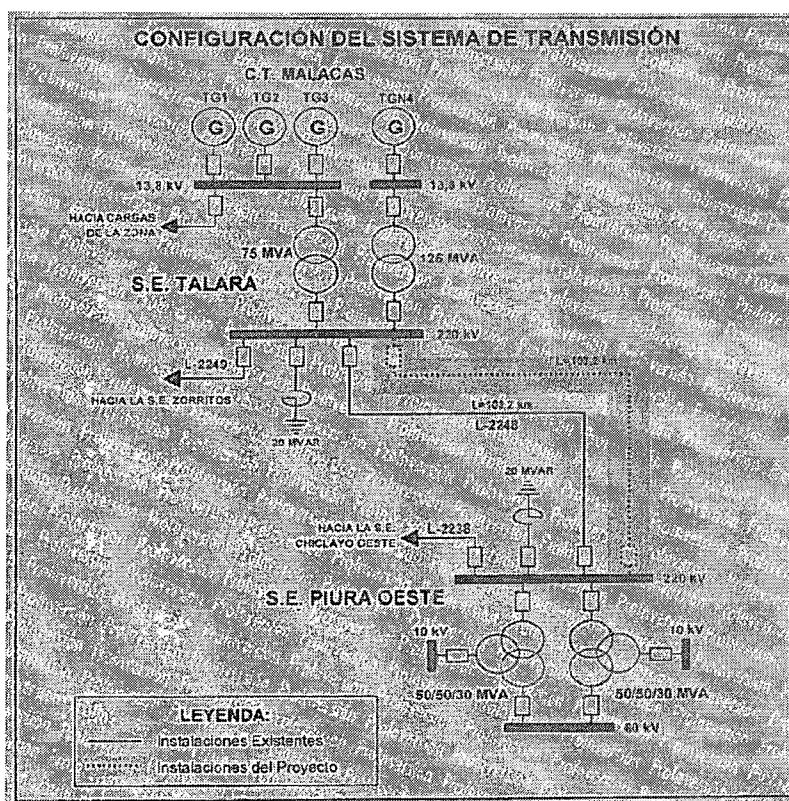 CONFIGURACIÓN DEL SISTEMA DE TRANSMISIÓN
C.T. MALACAS
TG1 TG2 TG3 TGN4
G G G G
13,8 kV 13,8 kV
HACIA CARGAS
DE LA ZONA
75 MVA 125 MVA
S.E. TALARA
220 kV
L-2249
HACIA LA S.E. ZORRITOS
20 MVAR
L=103,2 km
L=103,2 km
L-2248
20 MVAR
HACIA LA S.E.
CHICLAYO OESTE
L-2238
220 kV
S.E. PIURA OESTE
10 kV 10 kV
50/50/30 MVA 50/50/30 MVA
60 kV
LEYENDA:
Instalaciones Existentes
Instalaciones del Proyecto